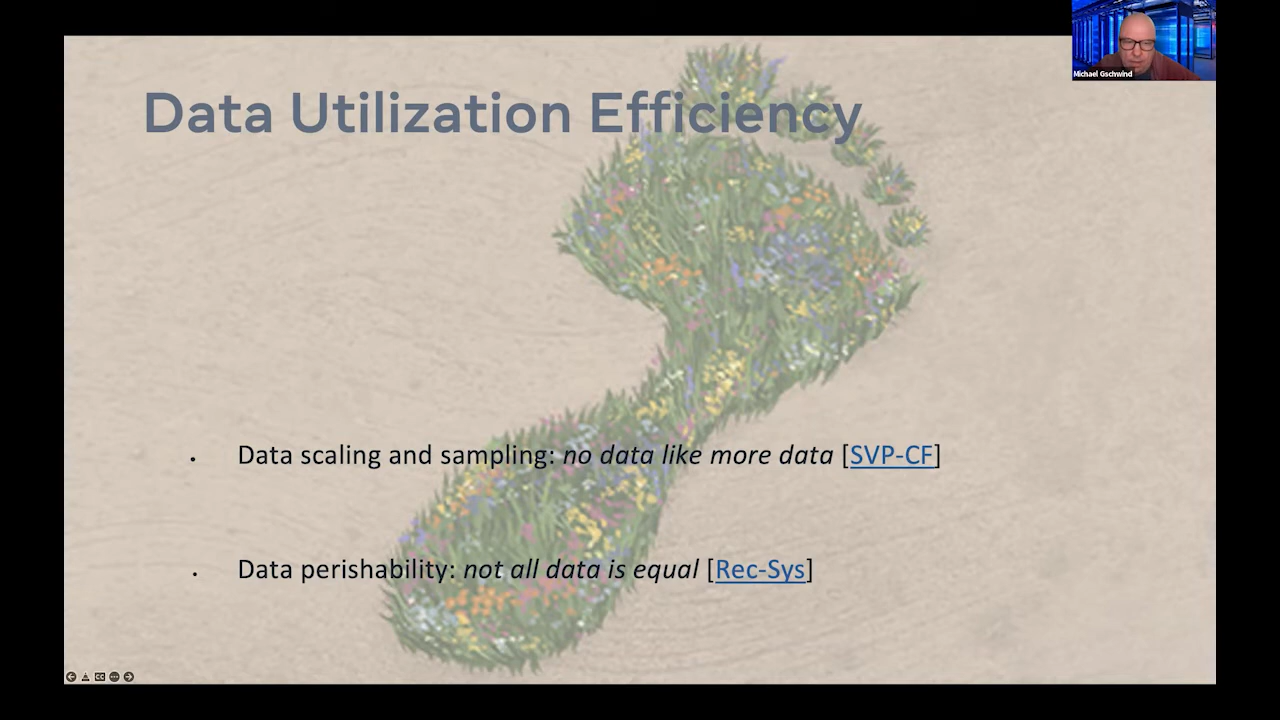 Michael Gschwind
Data Utilization Efficiency
• Data scaling and sampling: no data like more data [SVP-CF]
• Data perishability: not all data is equal [Rec-Sys]